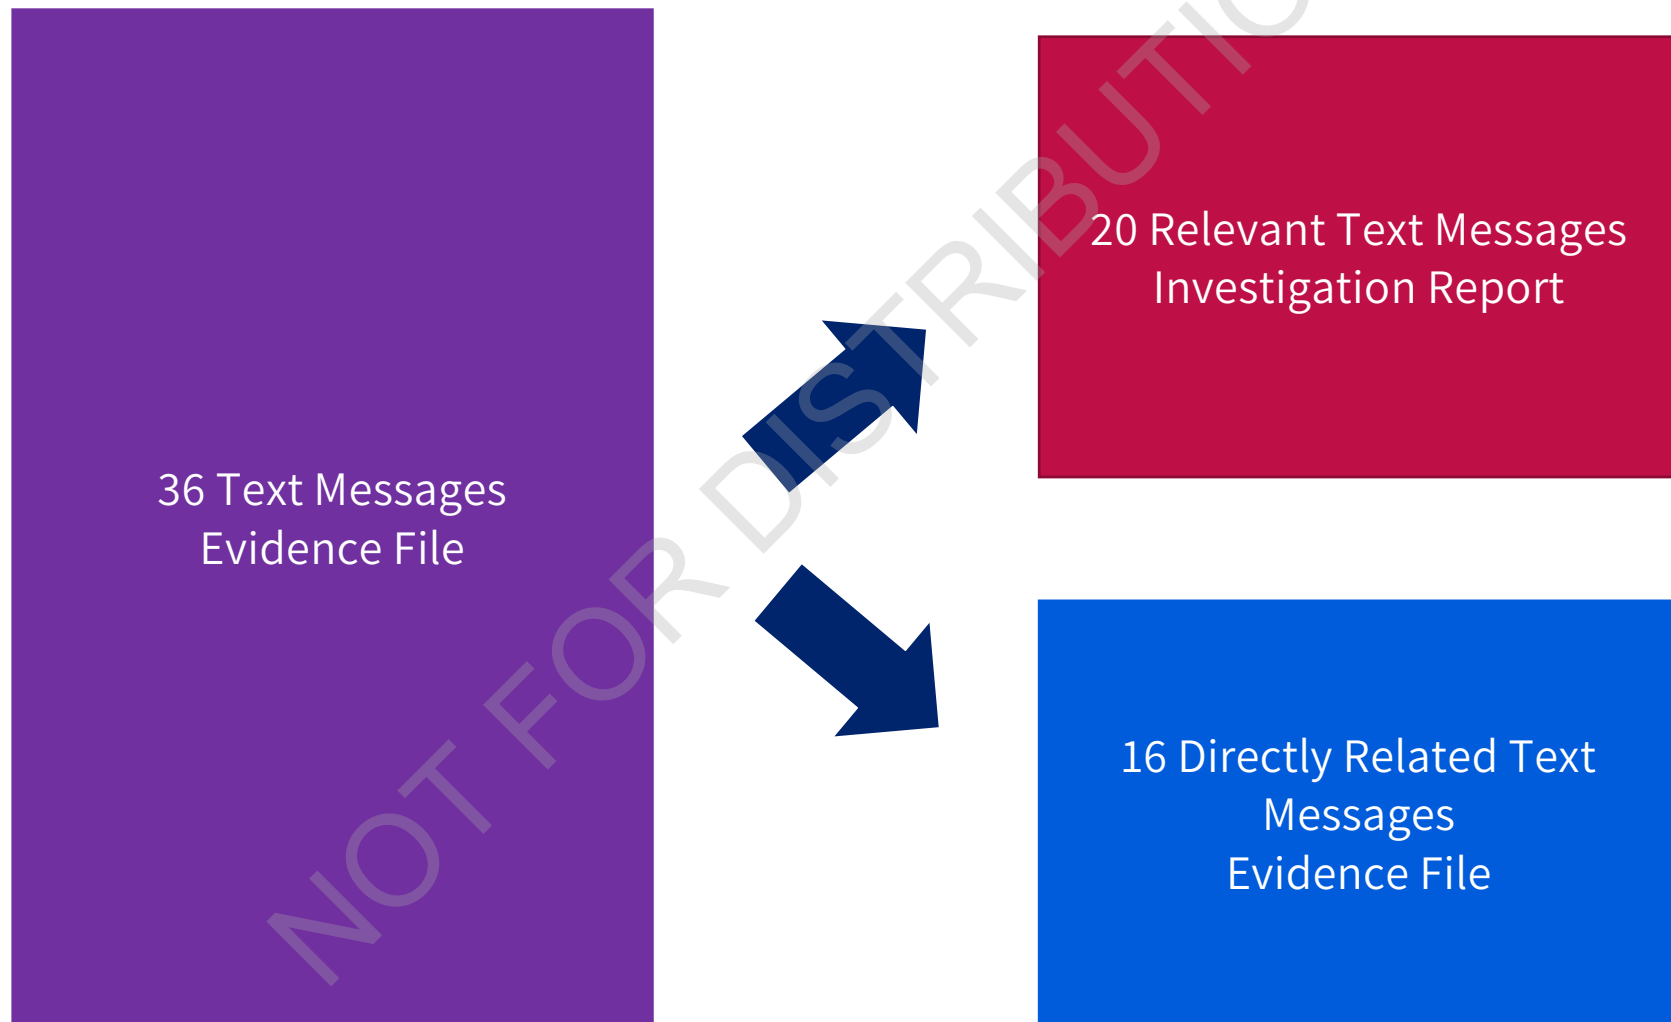 36 Text Messages
Evidence File
20 Relevant Text Messages
Investigation Report
16 Directly Related Text
Messages
Evidence File
NOT FOR DISTRIBUTIO